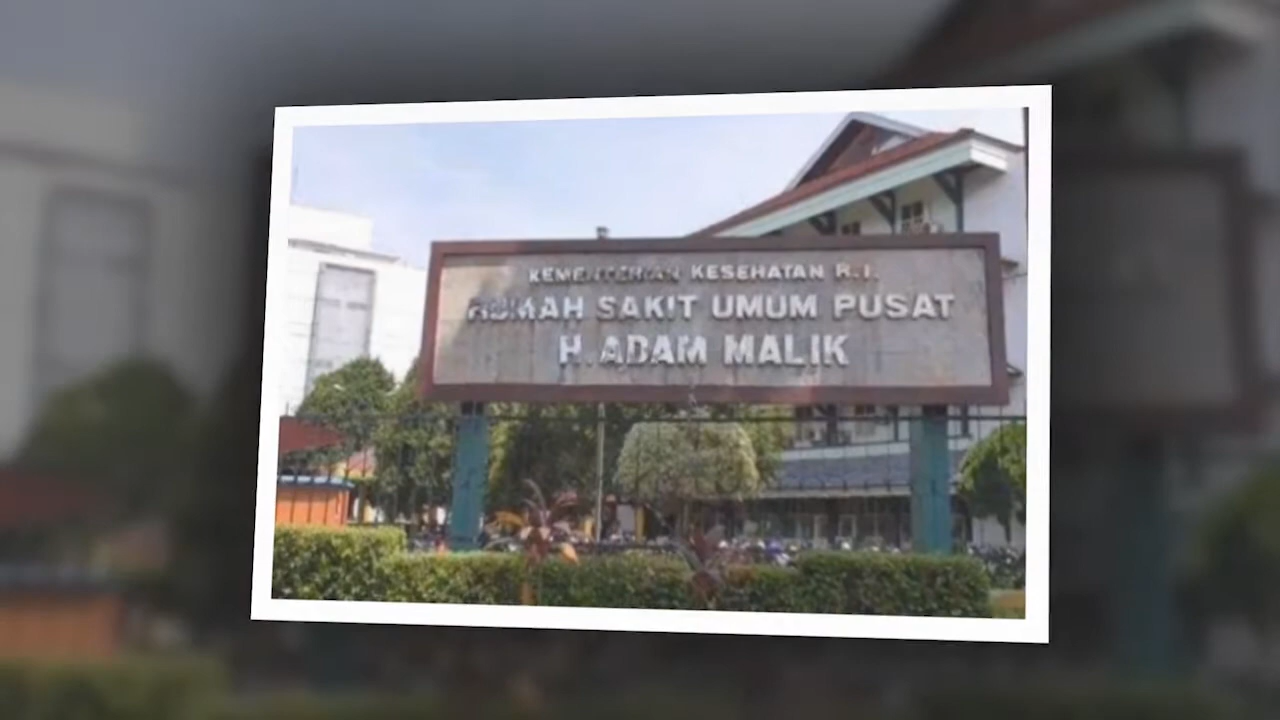 KEMENTERIAN KESEHATAN R.I.
RUMAH SAKIT UMUM PUSAT
H.ADAM MALIK